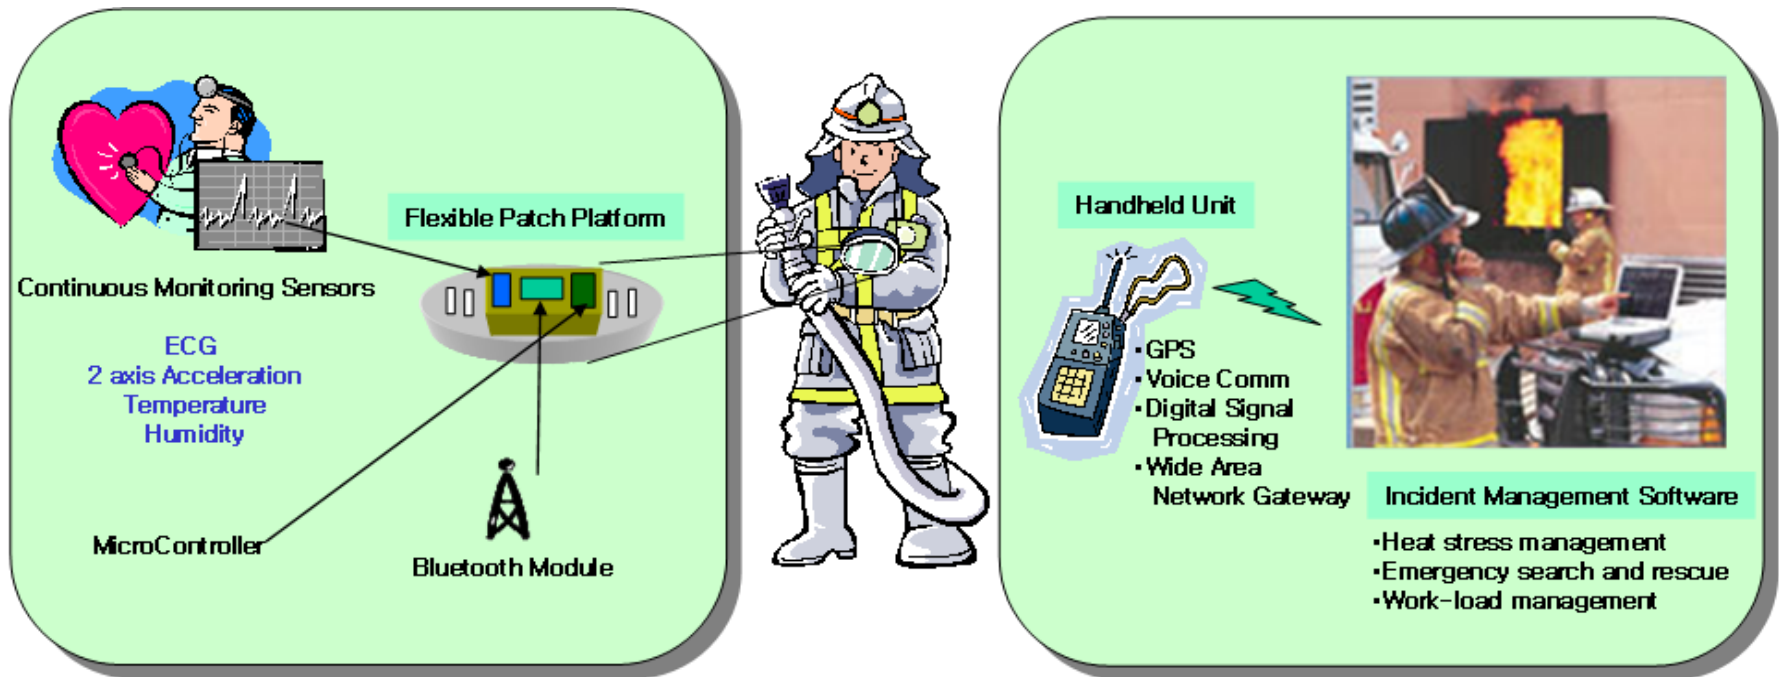 Flexible Patch Platform
Continuous Monitoring Sensors
ECG
2 axis Acceleration
Temperature
Humidity
MicroController
Bluetooth Module
Handheld Unit
•GPS
•Voice Comm
•Digital Signal
Processing
•Wide Area
Network Gateway
Incident Management Software
•Heat stress management
•Emergency search and rescue
•Work-load management